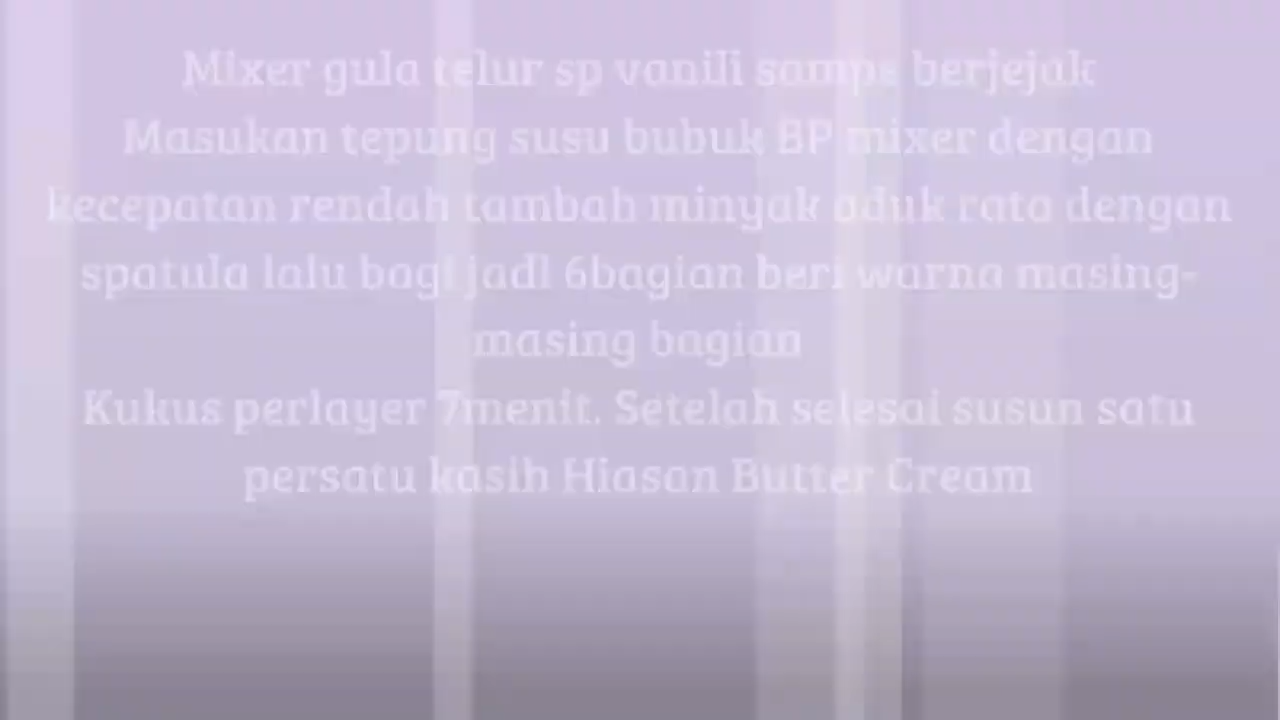 Mixer gula telur sp vanili sampe berjejak
Masukan tepung susu bubuk BP mixer dengan
kecepatan rendah tambah minyak aduk rata dengan
spatula lalu bagi jadi 6bagian beri warna masing-
masing bagian
Kukus perlayer 7menit. Setelah selesai susun satu
persatu kasih Hiasan Butter Cream